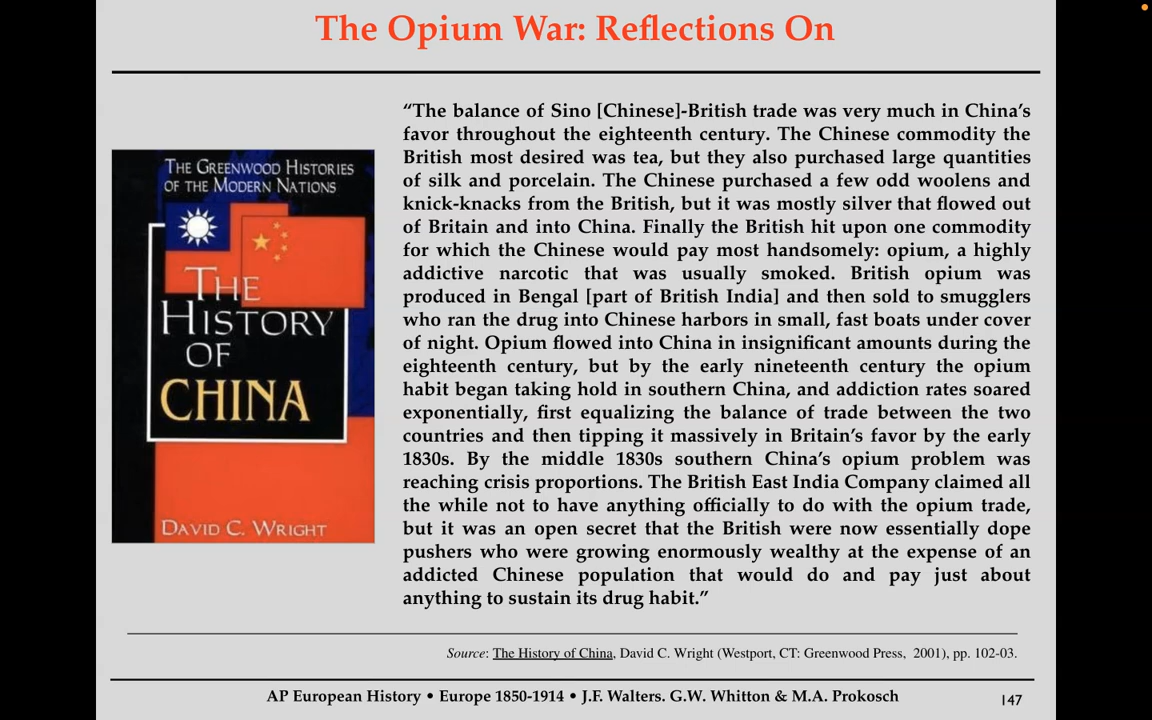 The Opium War: Reflections On
THE GREENWOOD HISTORIES
OF THE MODERN NATIONS
THE
HISTORY
OF
CHINA
DAVID C. WRIGHT
“The balance of Sino [Chinese]-British trade was very much in China’s
favor throughout the eighteenth century. The Chinese commodity the
British most desired was tea, but they also purchased large quantities
of silk and porcelain. The Chinese purchased a few odd woolens and
knick-knacks from the British, but it was mostly silver that flowed out
of Britain and into China. Finally the British hit upon one commodity
for which the Chinese would pay most handsomely: opium, a highly
addictive narcotic that was usually smoked. British opium was
produced in Bengal [part of British India] and then sold to smugglers
who ran the drug into Chinese harbors in small, fast boats under cover
of night. Opium flowed into China in insignificant amounts during the
eighteenth century, but by the early nineteenth century the opium
habit began taking hold in southern China, and addiction rates soared
exponentially, first equalizing the balance of trade between the two
countries and then tipping it massively in Britain’s favor by the early
1830s. By the middle 1830s southern China’s opium problem was
reaching crisis proportions. The British East India Company claimed all
the while not to have anything officially to do with the opium trade,
but it was an open secret that the British were now essentially dope
pushers who were growing enormously wealthy at the expense of an
addicted Chinese population that would do and pay just about
anything to sustain its drug habit.”
Source: The History of China, David C. Wright (Westport, CT: Greenwood Press, 2001), pp. 102-03.
AP European History • Europe 1850-1914 • J.F. Walters. G.W. Whitton & M.A. Prokosch
147